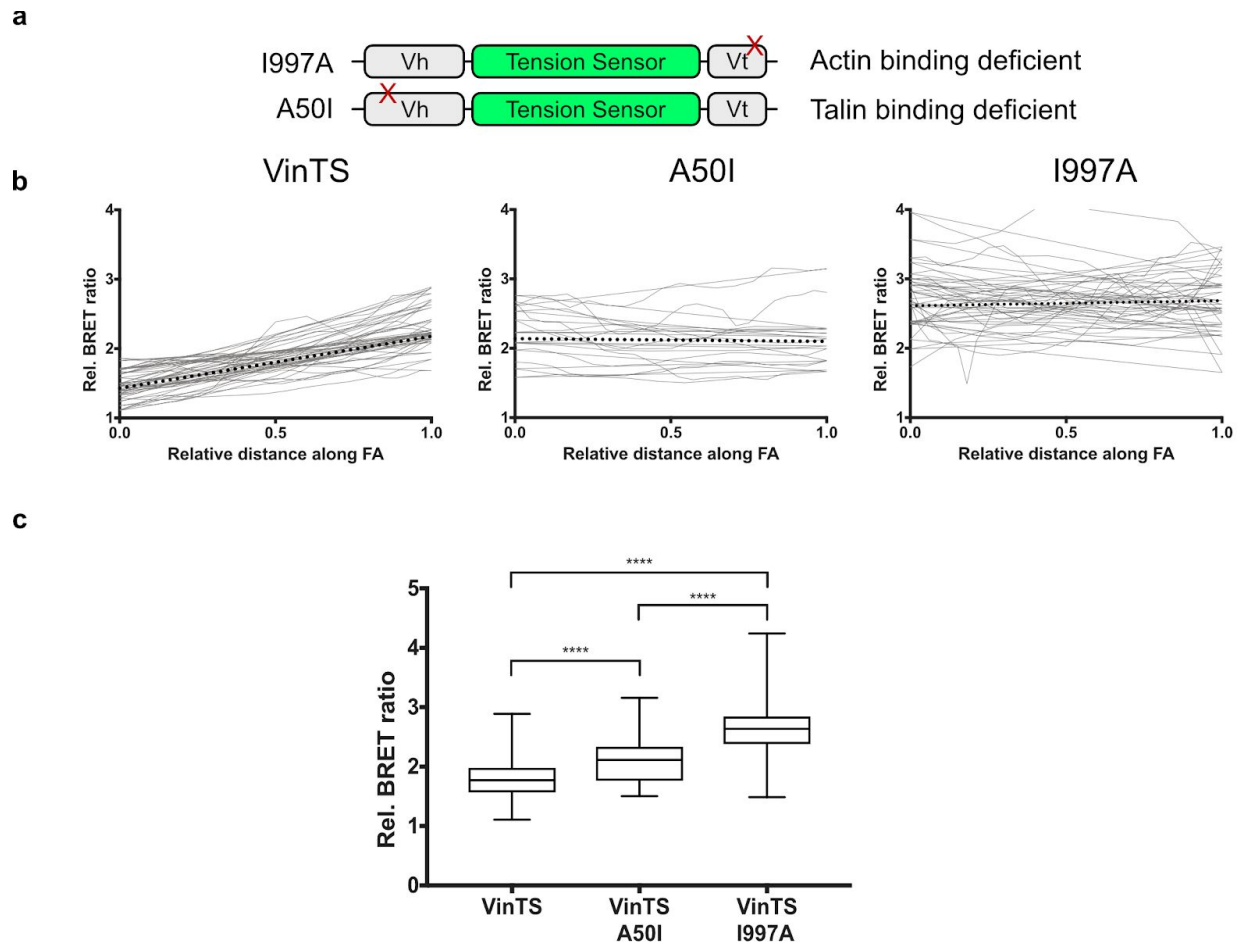 a
I997A Vh Tension Sensor Vt X Actin binding deficient
A50I X Vh Tension Sensor Vt Talin binding deficient
b
VinTS A50I I997A
4 4 4
3 3 3
2 2 2
1 1 1
Rel. BRET ratio Rel. BRET ratio Rel. BRET ratio
0.0 0.5 1.0 0.0 0.5 1.0 0.0 0.5 1.0
Relative distance along FA Relative distance along FA Relative distance along FA
c
****
****
****
5
4
3
2
1
0
Rel. BRET ratio
VinTS VinTS VinTS
A50I I997A